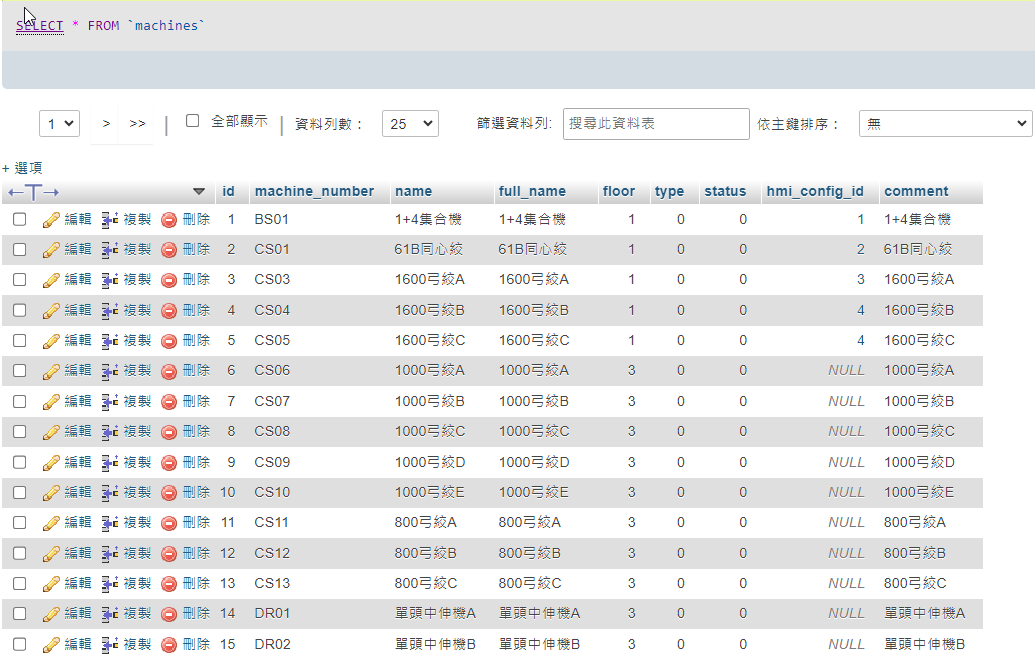 SELECT * FROM `machines`
1 > >> | 全部顯示 | 資料列數： 25 篩選資料列: 搜尋此資料表 依主鍵排序： 無
+ 選項
←T→ id machine_number name full_name floor type status hmi_config_id comment
編輯 複製 刪除 1 BS01 1+4集合機 1+4集合機 1 0 0 1 1+4集合機
編輯 複製 刪除 2 CS01 61B同心絞 61B同心絞 1 0 0 2 61B同心絞
編輯 複製 刪除 3 CS03 1600弓絞A 1600弓絞A 1 0 0 3 1600弓絞A
編輯 複製 刪除 4 CS04 1600弓絞B 1600弓絞B 1 0 0 4 1600弓絞B
編輯 複製 刪除 5 CS05 1600弓絞C 1600弓絞C 1 0 0 4 1600弓絞C
編輯 複製 刪除 6 CS06 1000弓絞A 1000弓絞A 3 0 0 NULL 1000弓絞A
編輯 複製 刪除 7 CS07 1000弓絞B 1000弓絞B 3 0 0 NULL 1000弓絞B
編輯 複製 刪除 8 CS08 1000弓絞C 1000弓絞C 3 0 0 NULL 1000弓絞C
編輯 複製 刪除 9 CS09 1000弓絞D 1000弓絞D 3 0 0 NULL 1000弓絞D
編輯 複製 刪除 10 CS10 1000弓絞E 1000弓絞E 3 0 0 NULL 1000弓絞E
編輯 複製 刪除 11 CS11 800弓絞A 800弓絞A 3 0 0 NULL 800弓絞A
編輯 複製 刪除 12 CS12 800弓絞B 800弓絞B 3 0 0 NULL 800弓絞B
編輯 複製 刪除 13 CS13 800弓絞C 800弓絞C 3 0 0 NULL 800弓絞C
編輯 複製 刪除 14 DR01 單頭中伸機A 單頭中伸機A 3 0 0 NULL 單頭中伸機A
編輯 複製 刪除 15 DR02 單頭中伸機B 單頭中伸機B 3 0 0 NULL 單頭中伸機B